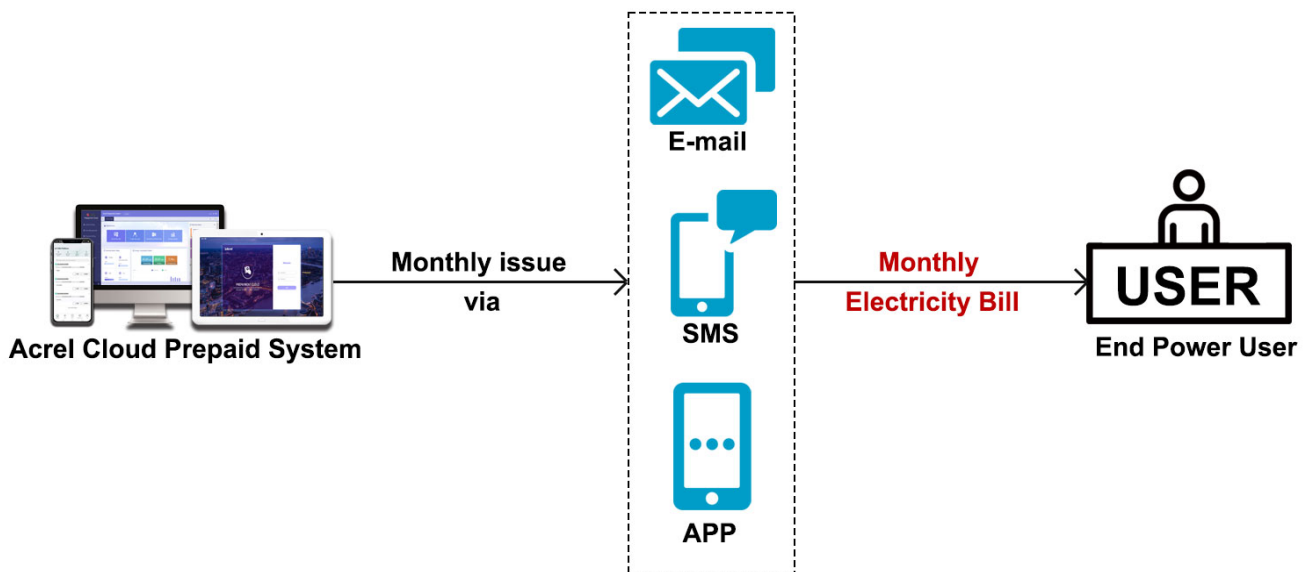 E-mail
Monthly issue
via
SMS
Monthly
Electricity Bill
USER
Acrel Cloud Prepaid System
End Power User
APP